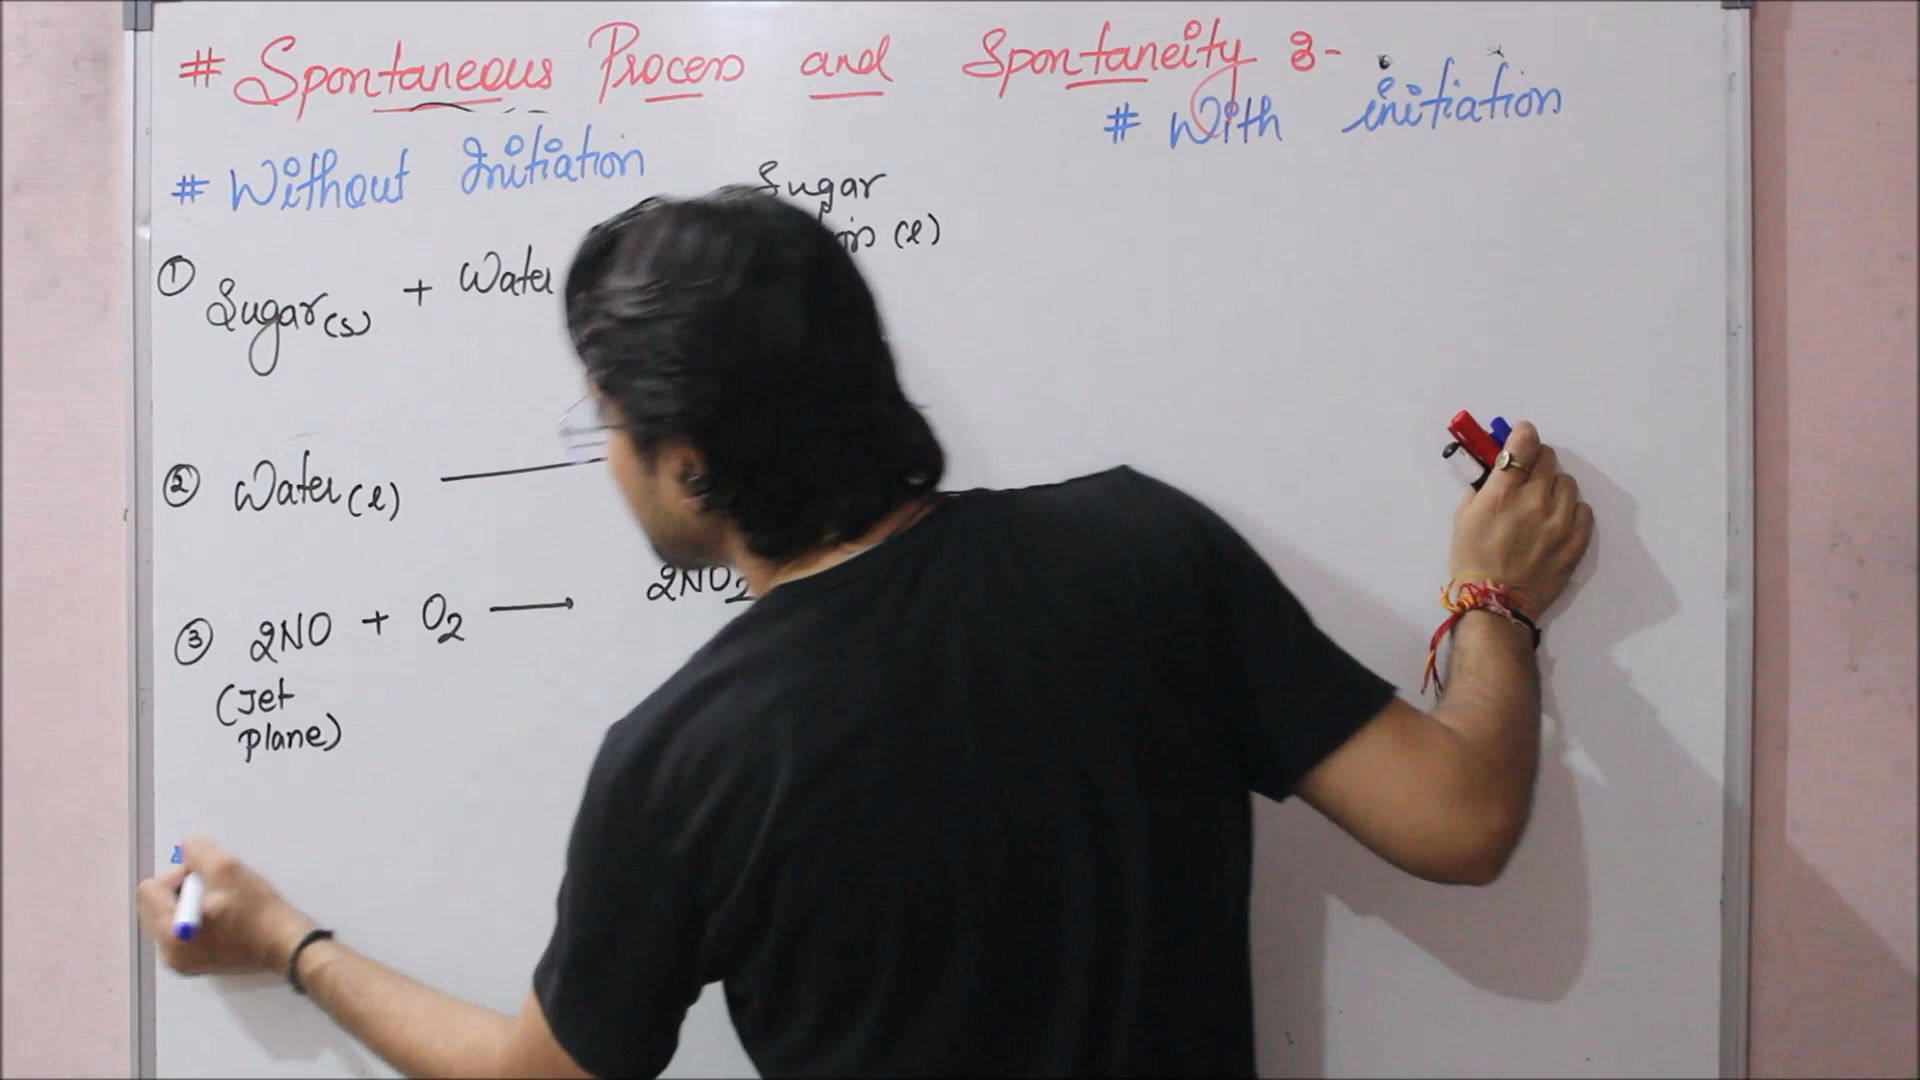 # Spontaneous Process and Spontaneity :-
# Without Initiation
# With initiation
① Sugar(s) + Water
Sugar
(l)
② Water(l)
③ 2NO + O2 → 2NO2
(Jet
plane)